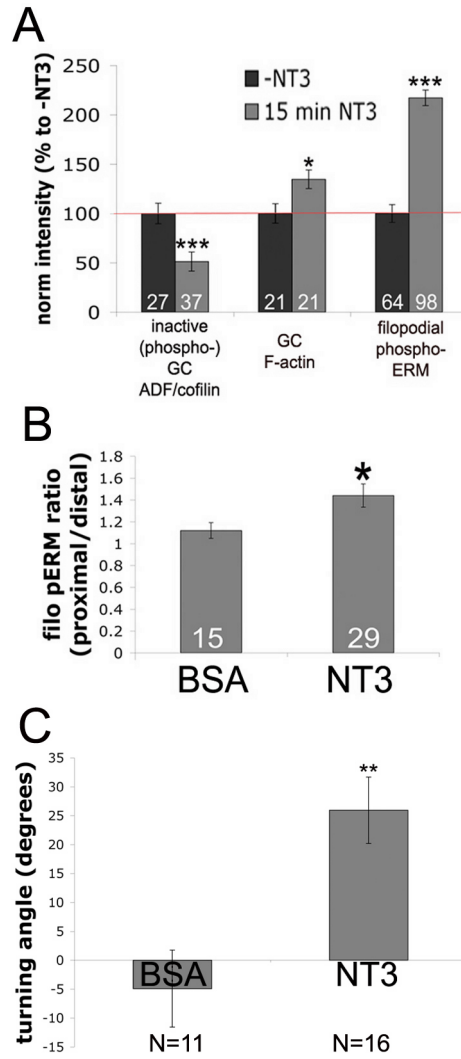 A
norm intensity (% to -NT3)
250
200
150
100
50
0
-NT3
15 min NT3
***
*
***
27 37 21 21 64 98
inactive
(phospho-)
GC
ADF/cofilin
GC
F-actin
filopodial
phospho-
ERM
B
filo pERM ratio
(proximal/distal)
1.8
1.6
1.4
1.2
1
0.8
0.6
0.4
0.2
0
*
15 29
BSA NT3
C
turning angle (degrees)
35
30
25
20
15
10
5
0
-5
-10
-15
**
BSA NT3
N=11 N=16